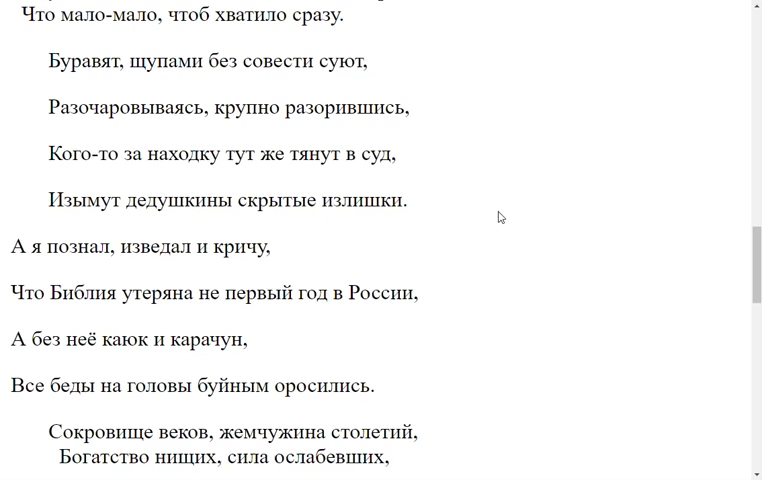 Что мало-мало, чтоб хватило сразу.
Буравят, щупами без совести суют,
Разочаровываясь, крупно разорившись,
Кого-то за находку тут же тянут в суд,
Изымут дедушкины скрытые излишки.
А я познал, изведал и кричу,
Что Библия утеряна не первый год в России,
А без неё каюк и карачун,
Все беды на головы буйным оросились.
Сокровище веков, жемчужина столетий,
Богатство нищих, сила ослабевших,